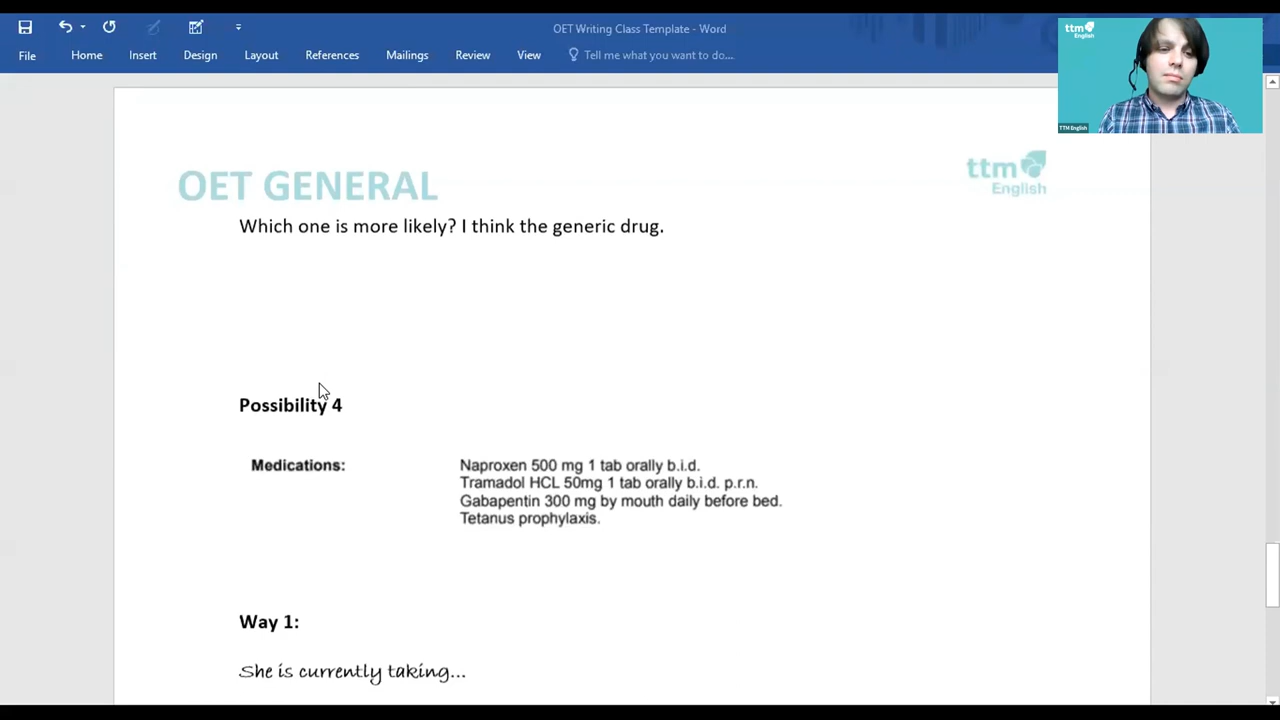 OET Writing Class Template - Word
File Home Insert Design Layout References Mailings Review View Tell me what you want to do...
ttm
English
TTM English
OET GENERAL
ttm
English
Which one is more likely? I think the generic drug.
Possibility 4
Medications: Naproxen 500 mg 1 tab orally b.i.d.
Tramadol HCL 50mg 1 tab orally b.i.d. p.r.n.
Gabapentin 300 mg by mouth daily before bed.
Tetanus prophylaxis.
Way 1:
She is currently taking...